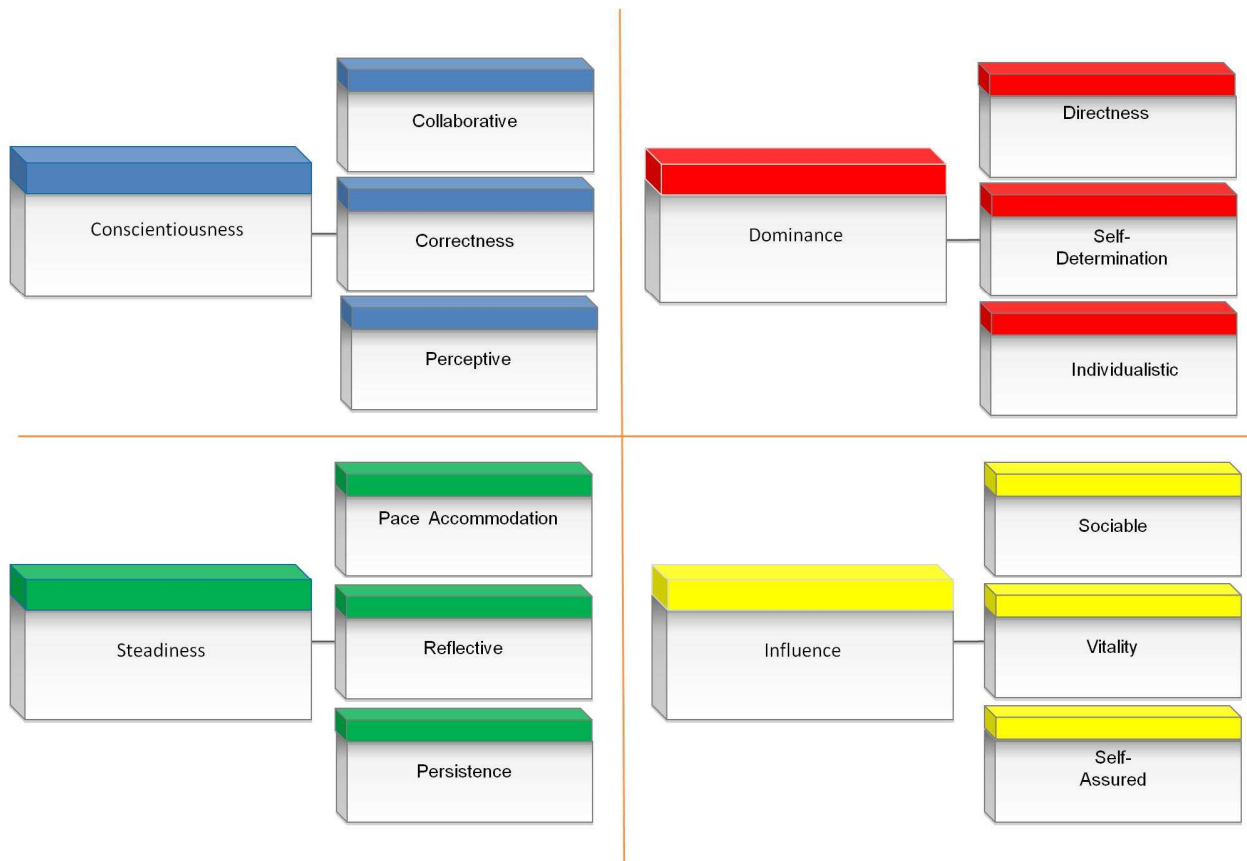 Conscientiousness
Collaborative
Correctness
Perceptive
Dominance
Directness
Self-
Determination
Individualistic
Steadiness
Pace Accommodation
Reflective
Persistence
Influence
Sociable
Vitality
Self-
Assured